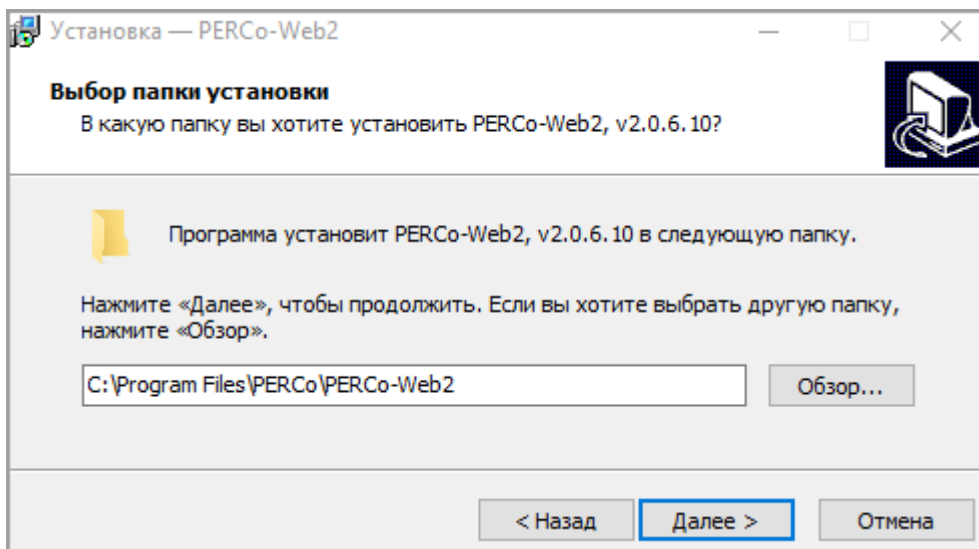 Установка — PERCo-Web2
Выбор папки установки
В какую папку вы хотите установить PERCo-Web2, v2.0.6.10?
Программа установит PERCo-Web2, v2.0.6.10 в следующую папку.
Нажмите «Далее», чтобы продолжить. Если вы хотите выбрать другую папку,
нажмите «Обзор».
C:\Program Files\PERCo\PERCo-Web2
Обзор...
< Назад
Далее >
Отмена